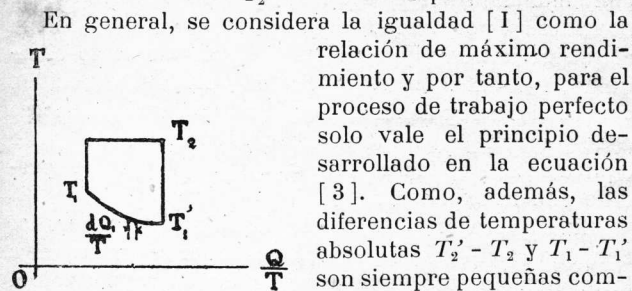 En general, se considera la igualdad [I] como la
relación de máximo rendi-
miento y por tanto, para el
proceso de trabajo perfecto
solo vale el principio de-
sarrollado en la ecuación
[3]. Como, además, las
diferencias de temperaturas
absolutas T₂' - T₂ y T₁ - T₁'
son siempre pequeñas com-
T
T₂
T₁
T₁'
dQ₁
T
O
Q
T